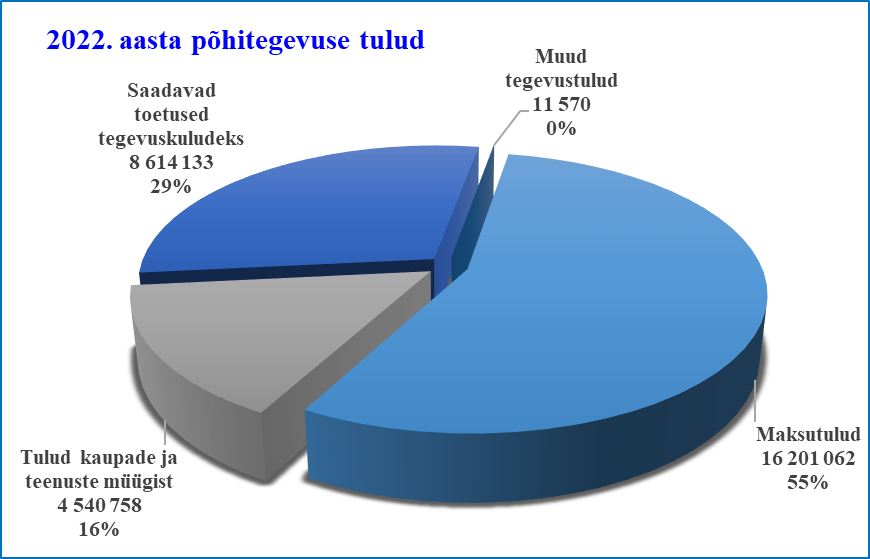 2022. aasta põhitegevuse tulud
Muud
tegevustulud
11 570
0%
Saadavad
toetused
tegevuskuludeks
8 614 133
29%
Maksutulud
16 201 062
55%
Tulud kaupade ja
teenuste müügist
4 540 758
16%